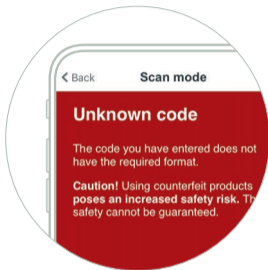 Back
Scan mode
Unknown code
The code you have entered does not
have the required format.
Caution! Using counterfeit products
poses an increased safety risk.
safety cannot be guaranteed.